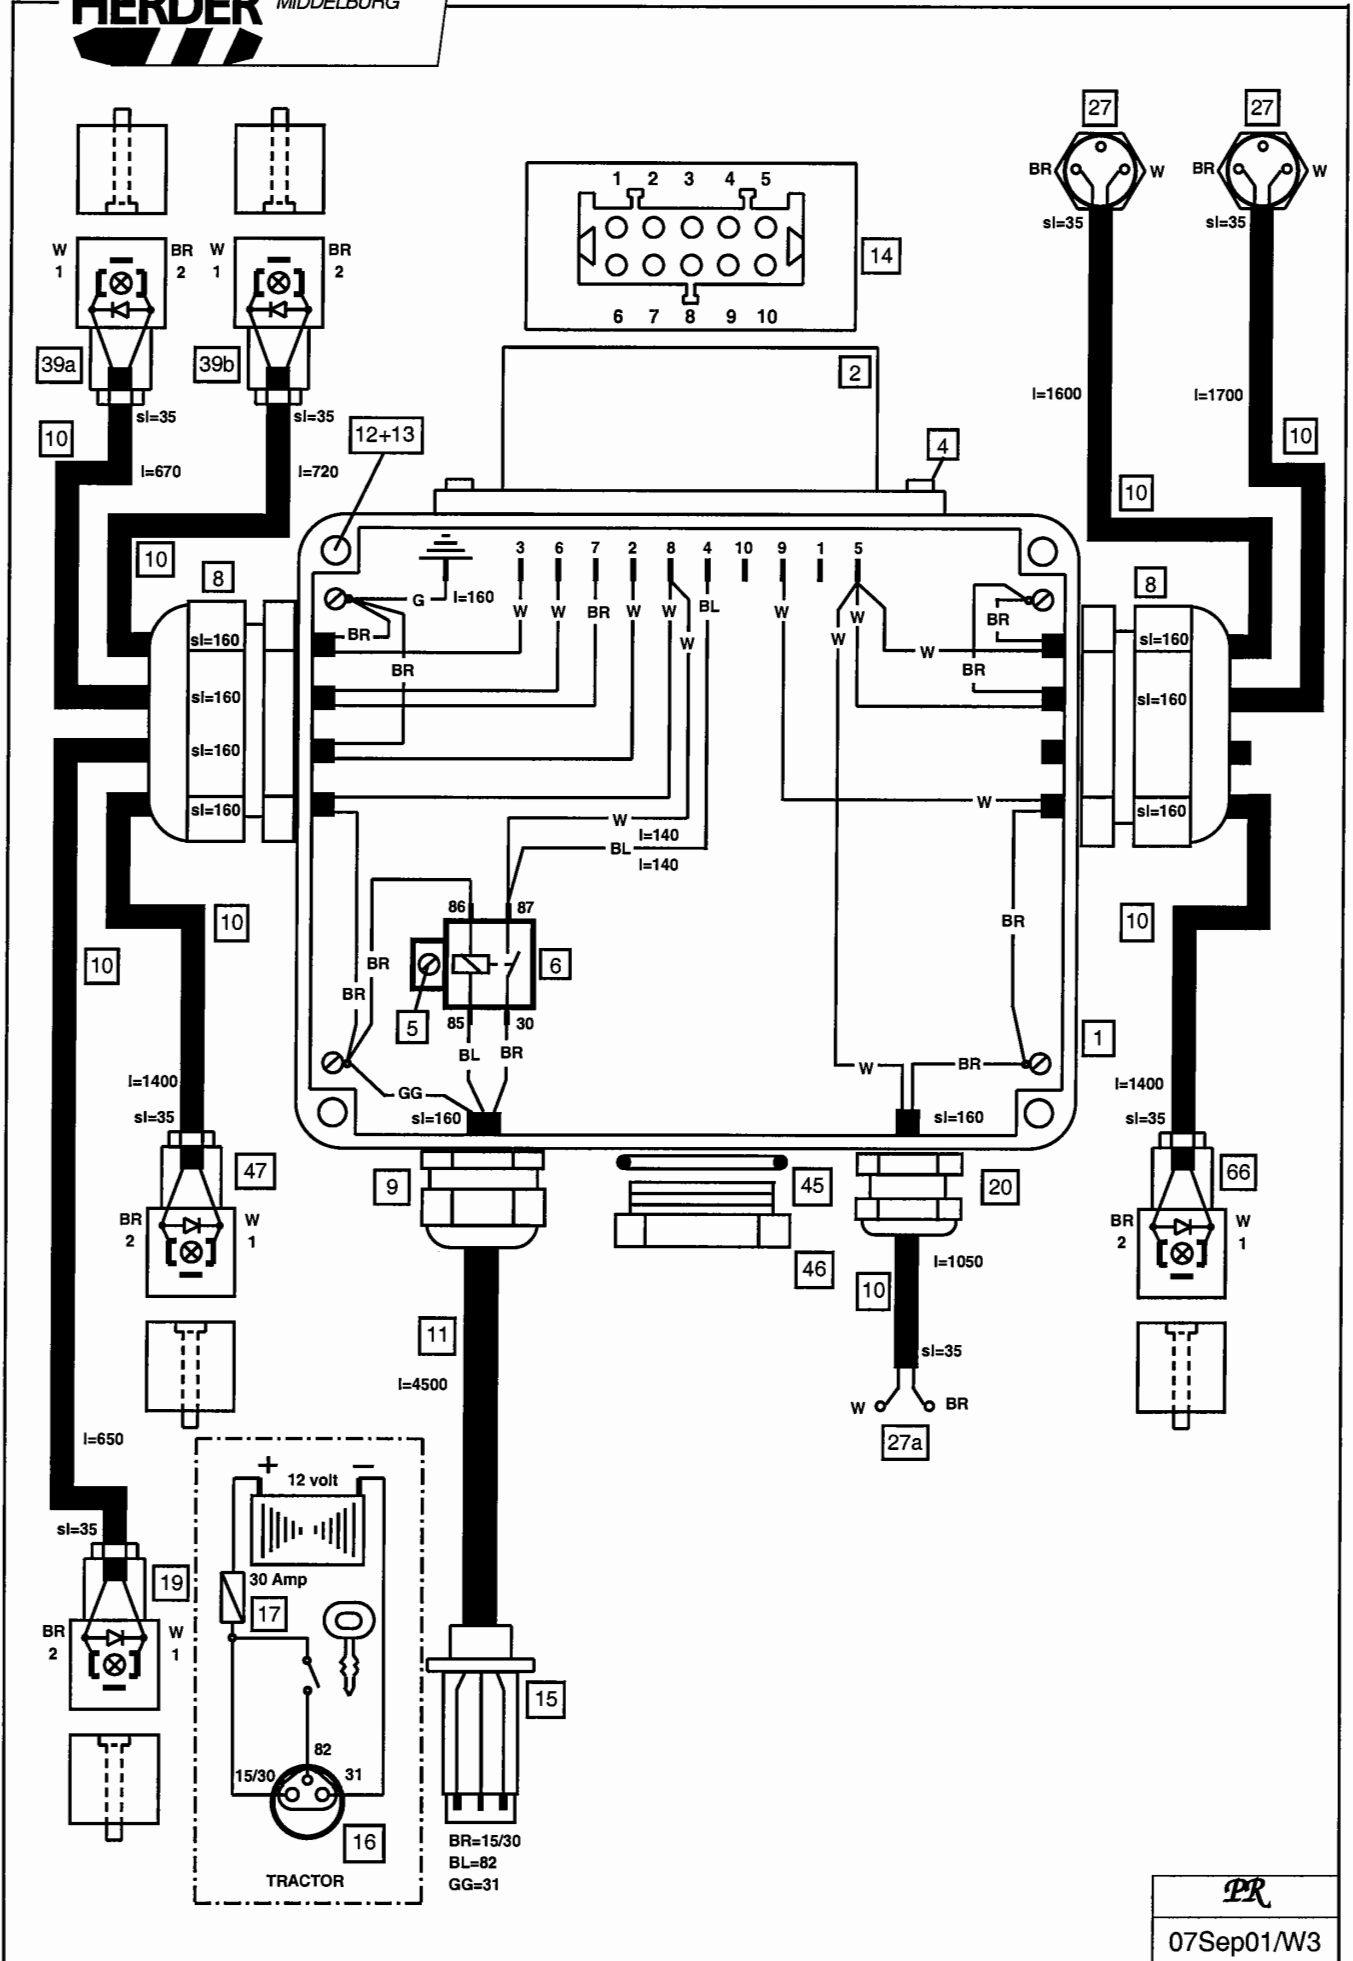 HERDER MIDDELBURG
27 27
BR W BR W
sl=35 sl=35
1 2 3 4 5
14
6 7 8 9 10
W 1 BR 2 W 1 BR 2
39a 39b
sl=35 sl=35
2
l=1600 l=1700
10 12+13 4 10
l=670 l=720
10
10
3 6 7 2 8 4 10 9 1 5
8 8
G l=160 W W BR W W BL W W
BR W W BR
sl=160 sl=160
BR W BR
sl=160 sl=160
sl=160
sl=160 W sl=160
W
l=140
BL
l=140
86 87
10 BR 10
10 BR 5 6 BR
85 30 1
BL BR
W BR
l=1400 l=1400
GG
sl=35 sl=160 sl=160 sl=35
47 9 45 20 66
BR 2 W 1 BR 2 W 1
46 l=1050
10
11
sl=35
l=4500
W BR
27a
l=650
+ −
12 volt
sl=35
19 30 Amp
17
BR 2 W 1
15
82
15/30 31
16
BR=15/30
BL=82
GG=31
TRACTOR
PR
07Sep01/W3